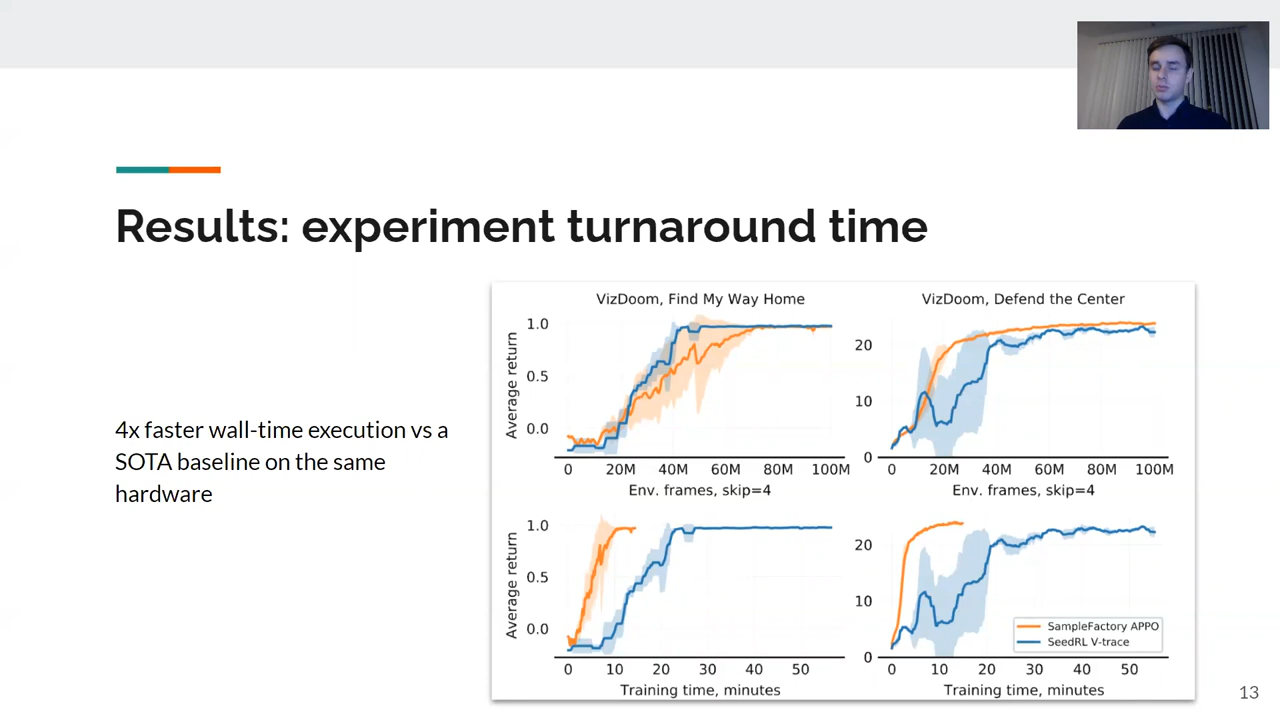 Results: experiment turnaround time
4x faster wall-time execution vs a
SOTA baseline on the same
hardware
VizDoom, Find My Way Home
Average return
1.0
0.5
0.0
0 20M 40M 60M 80M 100M
Env. frames, skip=4
VizDoom, Defend the Center
20
10
0
0 20M 40M 60M 80M 100M
Env. frames, skip=4
Average return
1.0
0.5
0.0
0 10 20 30 40 50
Training time, minutes
20
10
0
SampleFactory APPO
SeedRL V-trace
0 10 20 30 40 50
Training time, minutes
13